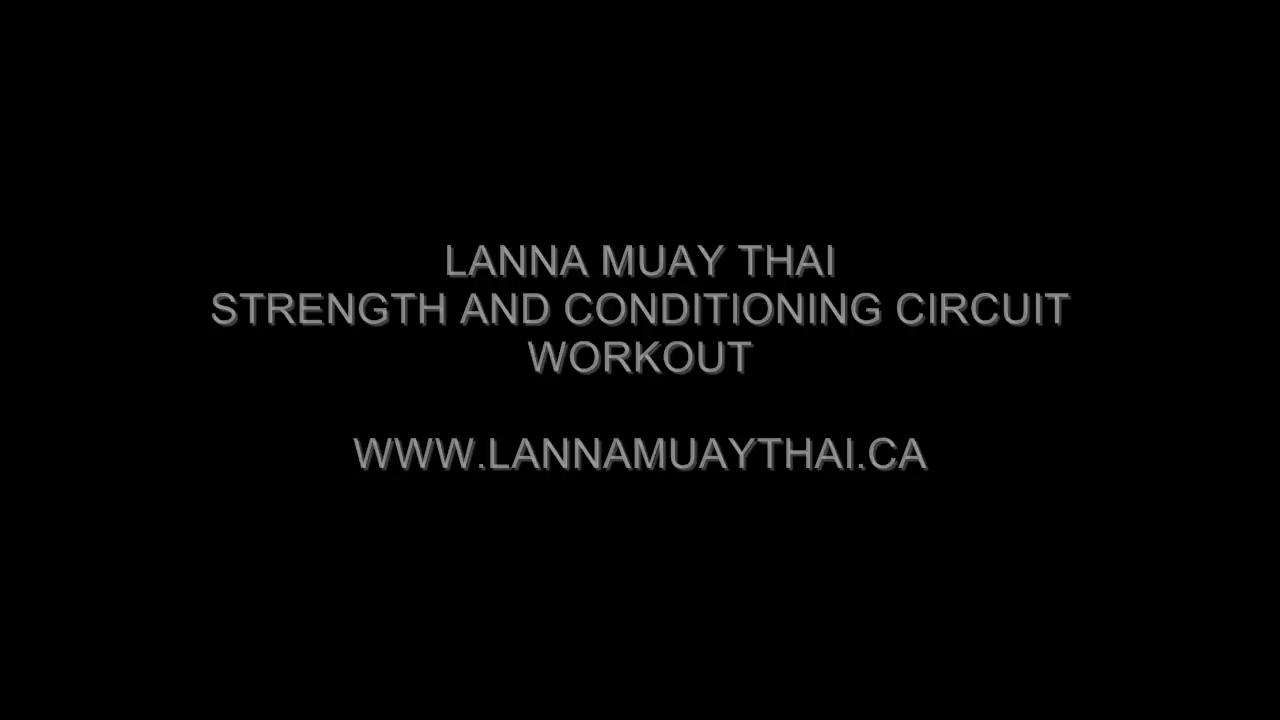 LANNA MUAY THAI
STRENGTH AND CONDITIONING CIRCUIT
WORKOUT
WWW.LANNAMUAYTHAI.CA